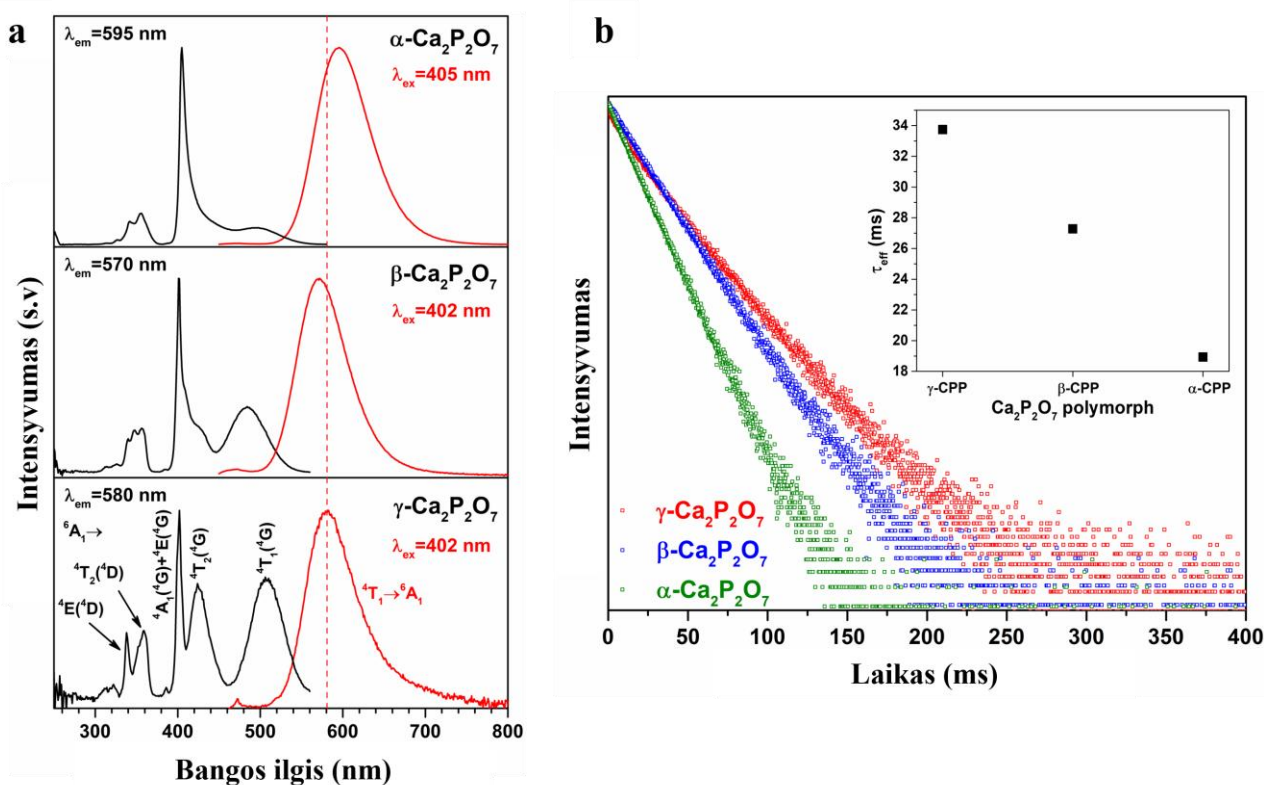 a
λem=595 nm
α-Ca2P2O7
λex=405 nm
λem=570 nm
β-Ca2P2O7
λex=402 nm
λem=580 nm
γ-Ca2P2O7
λex=402 nm
⁶A₁→
⁴E(⁴D)
⁴T₂(⁴D)
⁴A₁(⁴G)+⁴E(⁴G)
⁴T₂(⁴G)
⁴T₁(⁴G)
⁴T₁→⁶A₁
Intensyvumas (s.v)
300 400 500 600 700 800
Bangos ilgis (nm)
b
Intensyvumas
γ-Ca2P2O7
β-Ca2P2O7
α-Ca2P2O7
0 50 100 150 200 250 300 350 400
Laikas (ms)
τeff (ms)
34
32
30
28
26
24
22
20
18
γ-CPP β-CPP α-CPP
Ca2P2O7 polymorph